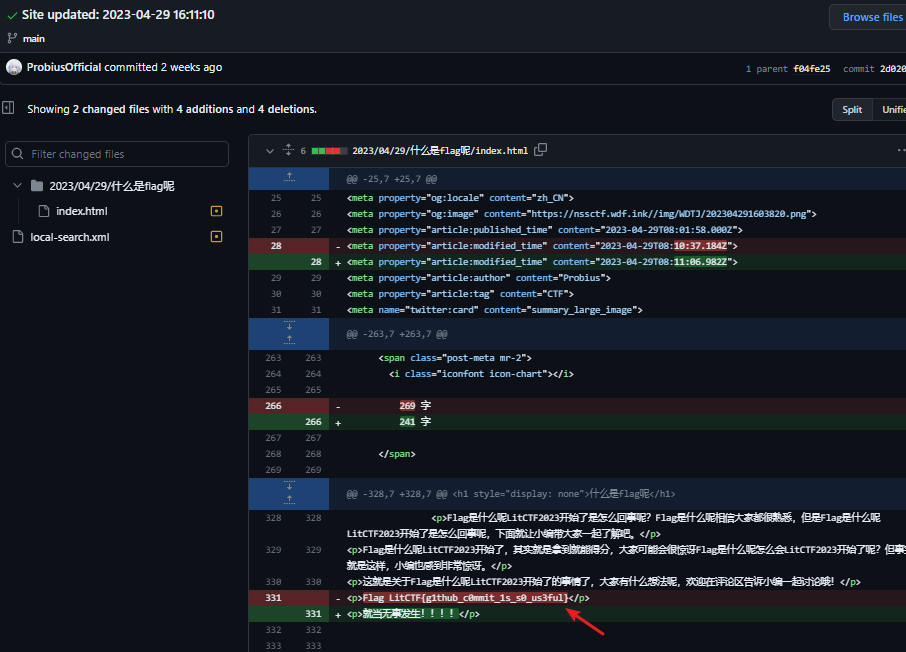 Site updated: 2023-04-29 16:11:10
Browse files
main
ProbiusOfficial committed 2 weeks ago
1 parent f04fe25 commit 2d020
Showing 2 changed files with 4 additions and 4 deletions.
Split Unifie
Filter changed files
2023/04/29/什么是flag呢
index.html
local-search.xml
6 2023/04/29/什么是flag呢/index.html
@@ -25,7 +25,7 @@
25 25 <meta property="og:locale" content="zh_CN">
26 26 <meta property="og:image" content="https://nssctf.wdf.ink//img/WDTJ/202304291603820.png">
27 27 <meta property="article:published_time" content="2023-04-29T08:01:58.000Z">
28 - <meta property="article:modified_time" content="2023-04-29T08:10:37.184Z">
28 + <meta property="article:modified_time" content="2023-04-29T08:11:06.982Z">
29 29 <meta property="article:author" content="Probius">
30 30 <meta property="article:tag" content="CTF">
31 31 <meta name="twitter:card" content="summary_large_image">
@@ -263,7 +263,7 @@
263 263 <span class="post-meta mr-2">
264 264 <i class="iconfont icon-chart"></i>
265 265
266 - 269 字
266 + 241 字
267 267
268 268 </span>
269 269
@@ -328,7 +328,7 @@ <h1 style="display: none">什么是flag呢</h1>
328 328 <p>Flag是什么呢LitCTF2023开始了是怎么回事呢？Flag是什么呢相信大家都很熟悉，但是Flag是什么呢
LitCTF2023开始了是怎么回事呢，下面就让小编带大家一起了解吧。</p>
329 329 <p>Flag是什么呢LitCTF2023开始了，其实就是拿到就能得分，大家可能会很惊讶Flag是什么呢怎么会LitCTF2023开始了呢？但事实
就是这样，小编也感到非常惊讶。</p>
330 330 <p>这就是关于Flag是什么呢LitCTF2023开始了的事情了，大家有什么想法呢，欢迎在评论区告诉小编一起讨论哦！</p>
331 - <p>Flag LitCTF{g1thub_c0mmit_1s_s0_us3ful}</p>
331 + <p>就当无事发生！！！！</p>
332 332
333 333